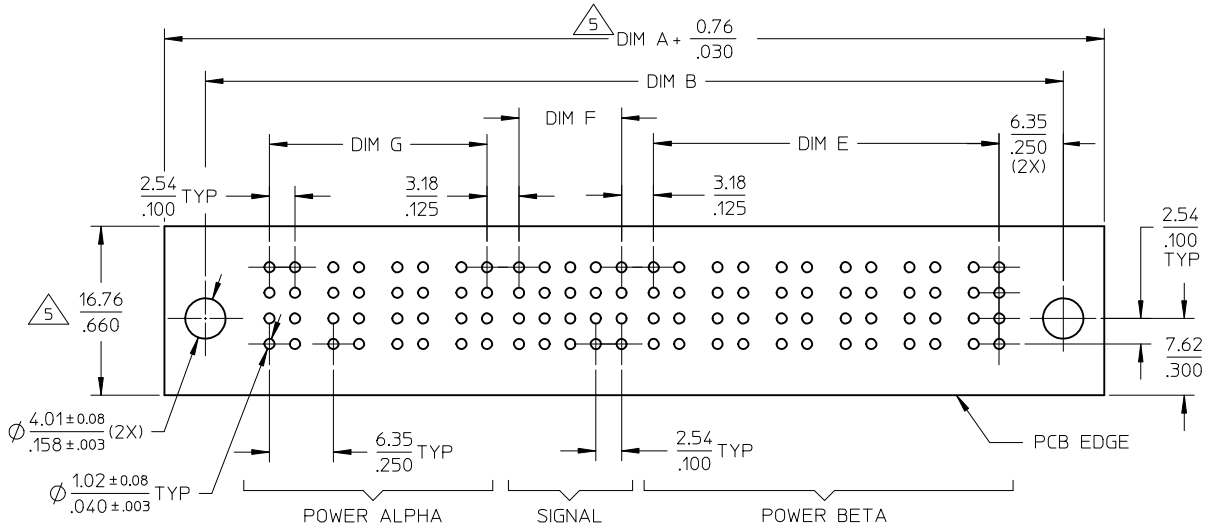 5
DIM A + 0.76
.030
DIM B
DIM F
DIM G
DIM E
6.35
.250
(2X)
2.54 TYP
.100
3.18
.125
3.18
.125
2.54
.100
TYP
5
16.76
.660
7.62
.300
Ø 4.01 ±0.08 (2X)
.158 ±.003
6.35 TYP
.250
2.54 TYP
.100
PCB EDGE
Ø 1.02 ±0.08 TYP
.040 ±.003
POWER ALPHA
SIGNAL
POWER BETA